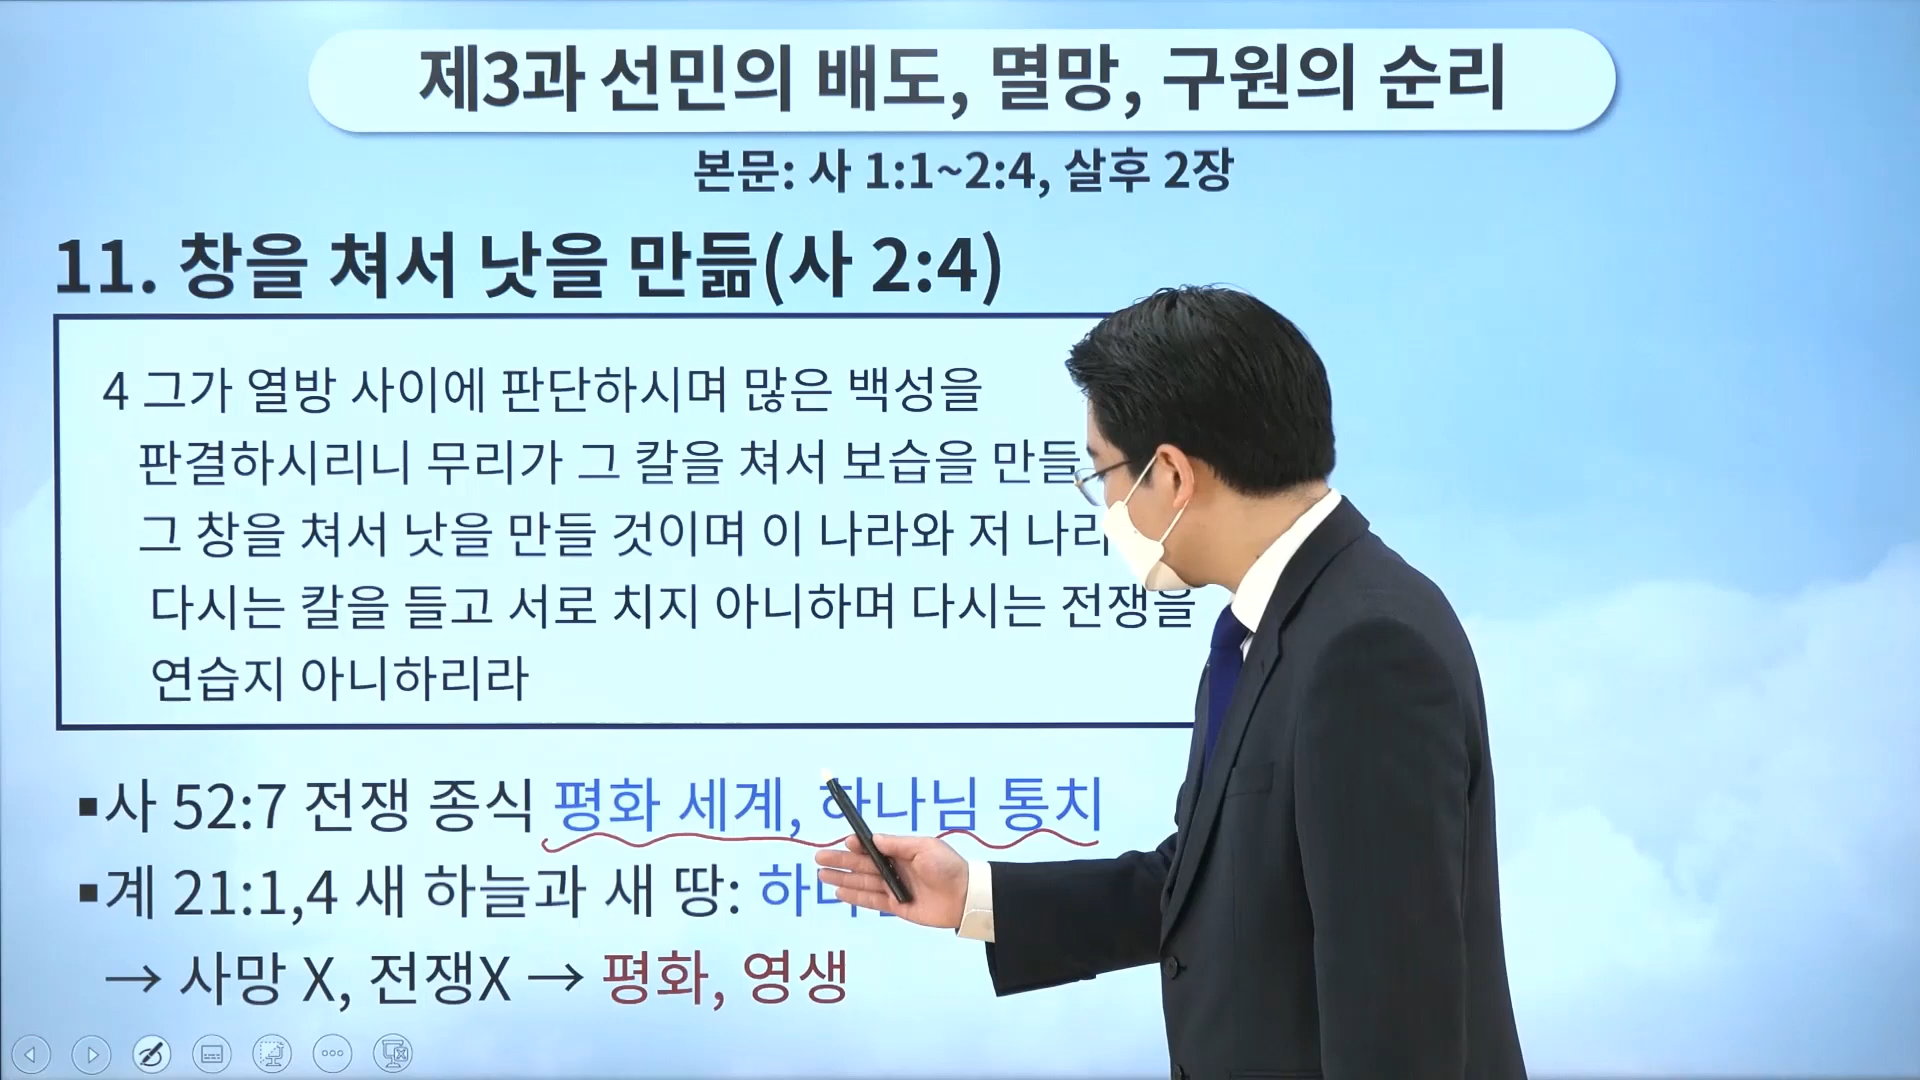 제3과 선민의 배도, 멸망, 구원의 순리
본문: 사 1:1~2:4, 살후 2장
11. 창을 쳐서 낫을 만듦(사 2:4)
4 그가 열방 사이에 판단하시며 많은 백성을
판결하시리니 무리가 그 칼을 쳐서 보습을 만들
그 창을 쳐서 낫을 만들 것이며 이 나라와 저 나라
다시는 칼을 들고 서로 치지 아니하며 다시는 전쟁을
연습지 아니하리라
▪사 52:7 전쟁 종식 평화 세계, 하나님 통치
▪계 21:1,4 새 하늘과 새 땅:
→ 사망 X, 전쟁X → 평화, 영생